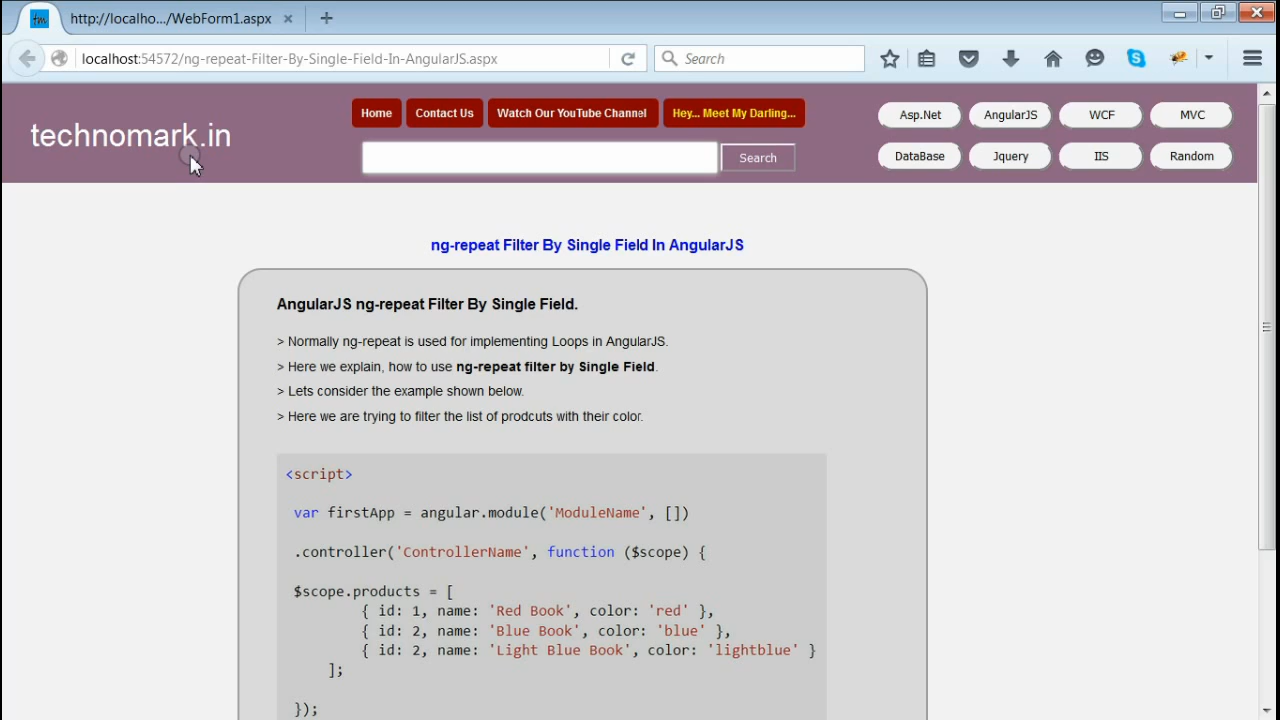 http://localho.../WebForm1.aspx
localhost:54572/ng-repeat-Filter-By-Single-Field-In-AngularJS.aspx
Search
technomark.in
Home
Contact Us
Watch Our YouTube Channel
Hey... Meet My Darling...
Search
Asp.Net
AngularJS
WCF
MVC
DataBase
Jquery
IIS
Random
ng-repeat Filter By Single Field In AngularJS
AngularJS ng-repeat Filter By Single Field.
> Normally ng-repeat is used for implementing Loops in AngularJS.
> Here we explain, how to use ng-repeat filter by Single Field.
> Lets consider the example shown below.
> Here we are trying to filter the list of prodcuts with their color.
<script>
var firstApp = angular.module('ModuleName', [])
.controller('ControllerName', function ($scope) {
$scope.products = [
{ id: 1, name: 'Red Book', color: 'red' },
{ id: 2, name: 'Blue Book', color: 'blue' },
{ id: 2, name: 'Light Blue Book', color: 'lightblue' }
];
});